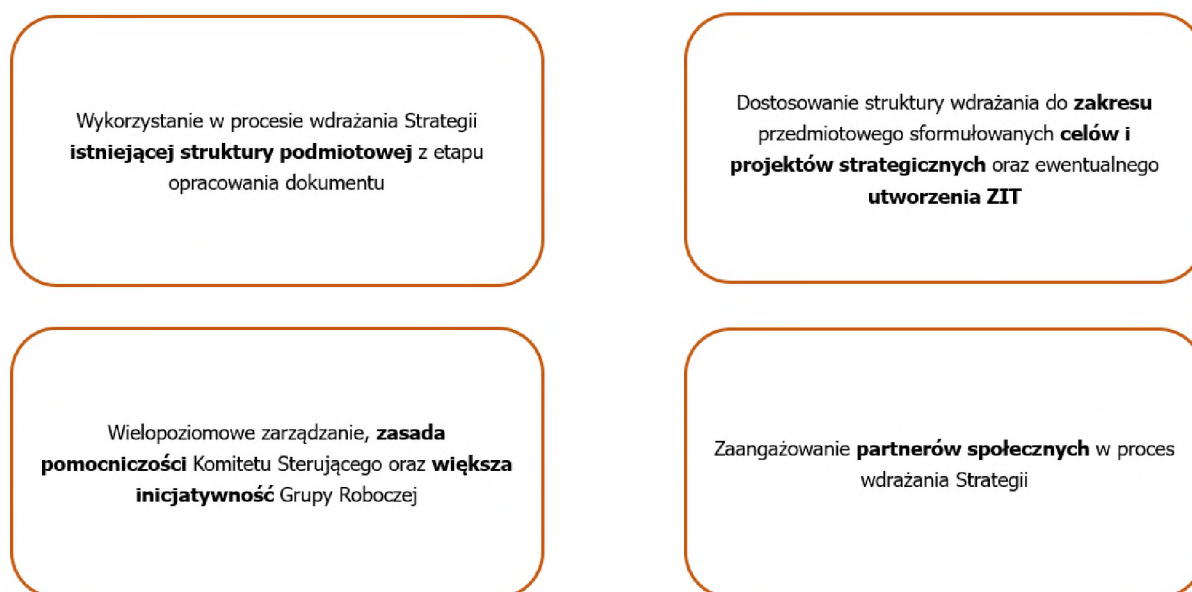 Wykorzystanie w procesie wdrażania Strategii
istniejącej struktury podmiotowej z etapu
opracowania dokumentu
Dostosowanie struktury wdrażania do zakresu
przedmiotowego sformułowanych celów i
projektów strategicznych oraz ewentualnego
utworzenia ZIT
Wielopoziomowe zarządzanie, zasada
pomocniczości Komitetu Sterującego oraz większa
inicjatywność Grupy Roboczej
Zaangażowanie partnerów społecznych w proces
wdrażania Strategii